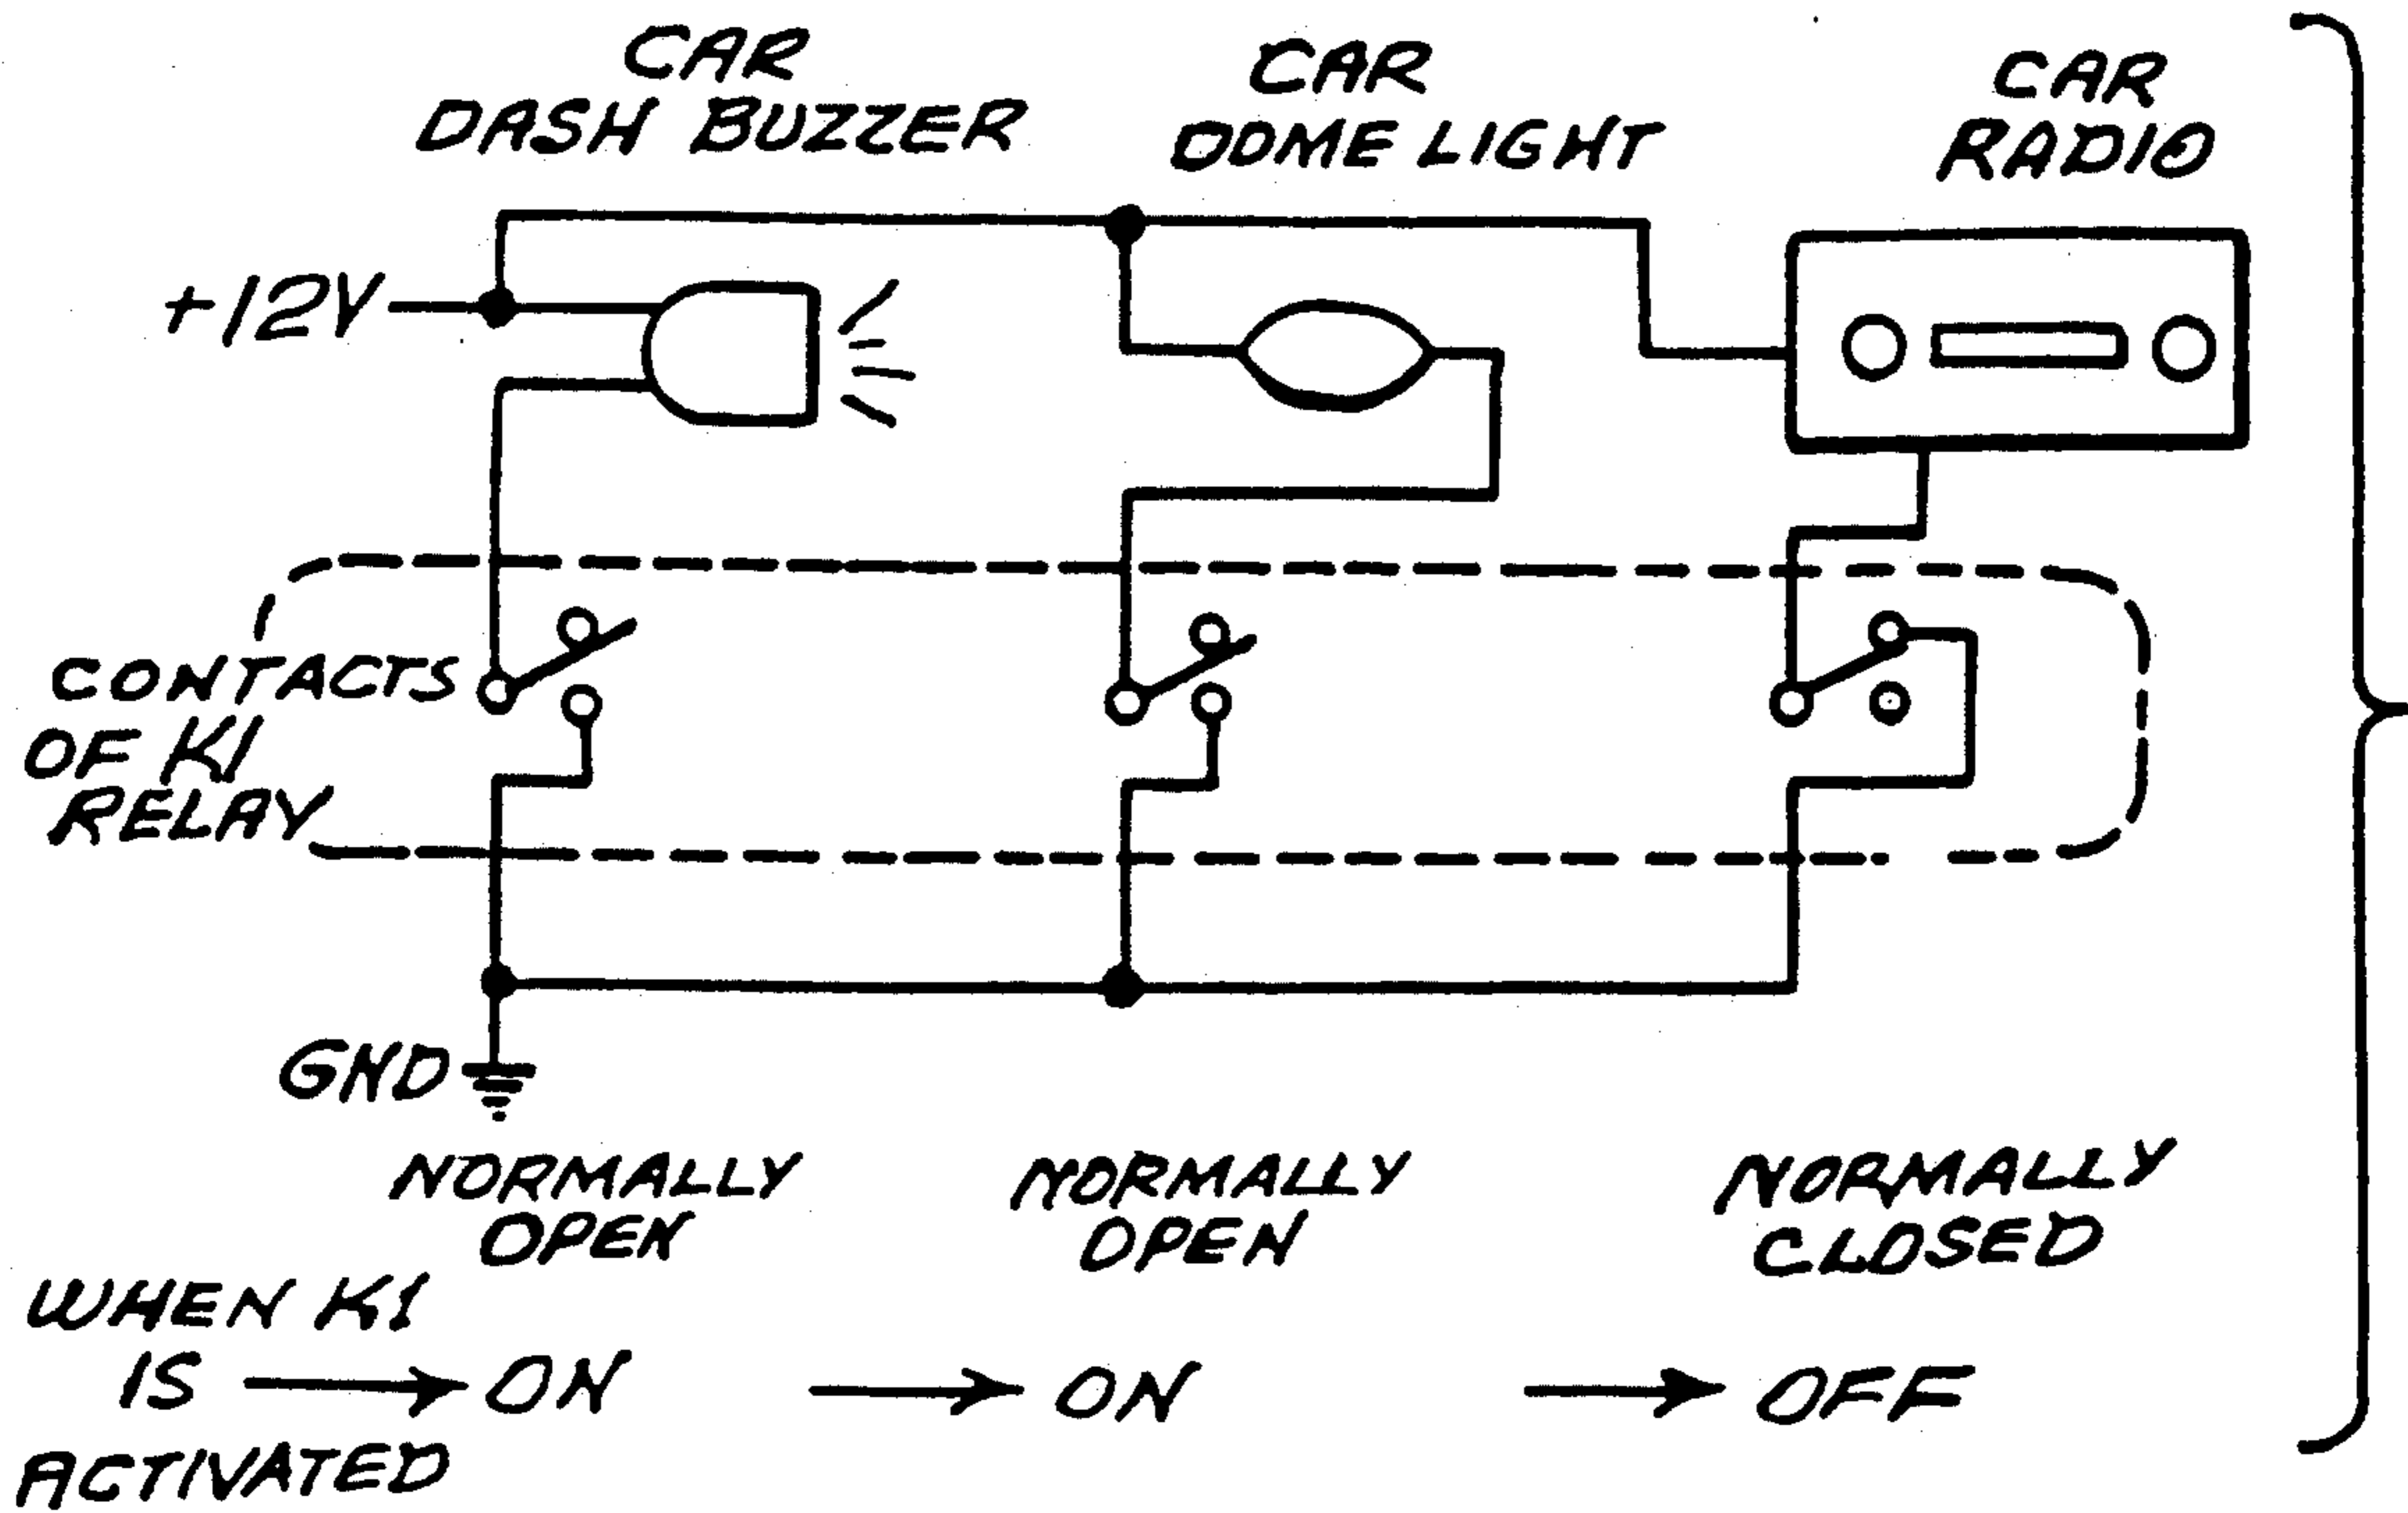 CAR
DASH BUZZER
CAR
DOME LIGHT
CAR
RADIO
+12V
CONTACTS
OF K1
RELAY
GND
NORMALLY
OPEN
NORMALLY
OPEN
NORMALLY
CLOSED
WHEN K1
IS → ON → ON → OFF
ACTIVATED